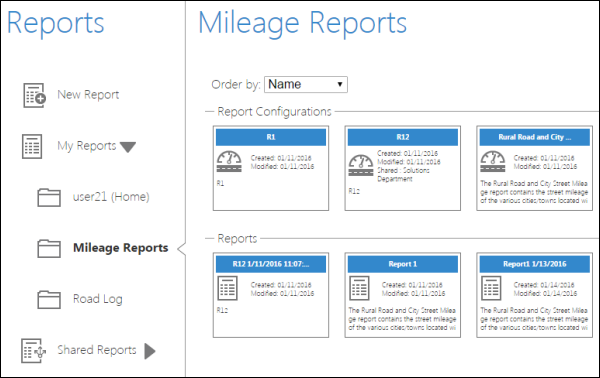 Reports
New Report
My Reports
user21 (Home)
Mileage Reports
Road Log
Shared Reports
Mileage Reports
Order by: Name
Report Configurations
R1
Created: 01/11/2016
Modified: 01/11/2016
R1
R12
Created: 01/11/2016
Modified: 01/11/2016
Shared : Solutions
Department
R12
Rural Road and City ...
Created: 01/11/2016
Modified: 01/11/2016
The Rural Road and City Street Milea
ge report contains the street mileage
of the various cities/towns located wi
Reports
R12 1/11/2016 11:07:...
Created: 01/11/2016
Modified: 01/11/2016
R12
Report 1
Created: 01/11/2016
Modified: 01/11/2016
The Rural Road and City Street Milea
ge report contains the street mileage
of the various cities/towns located wi
Report1 1/13/2016
Created: 01/14/2016
Modified: 01/14/2016
The Rural Road and City Street Milea
ge report contains the street mileage
of the various cities/towns located wi